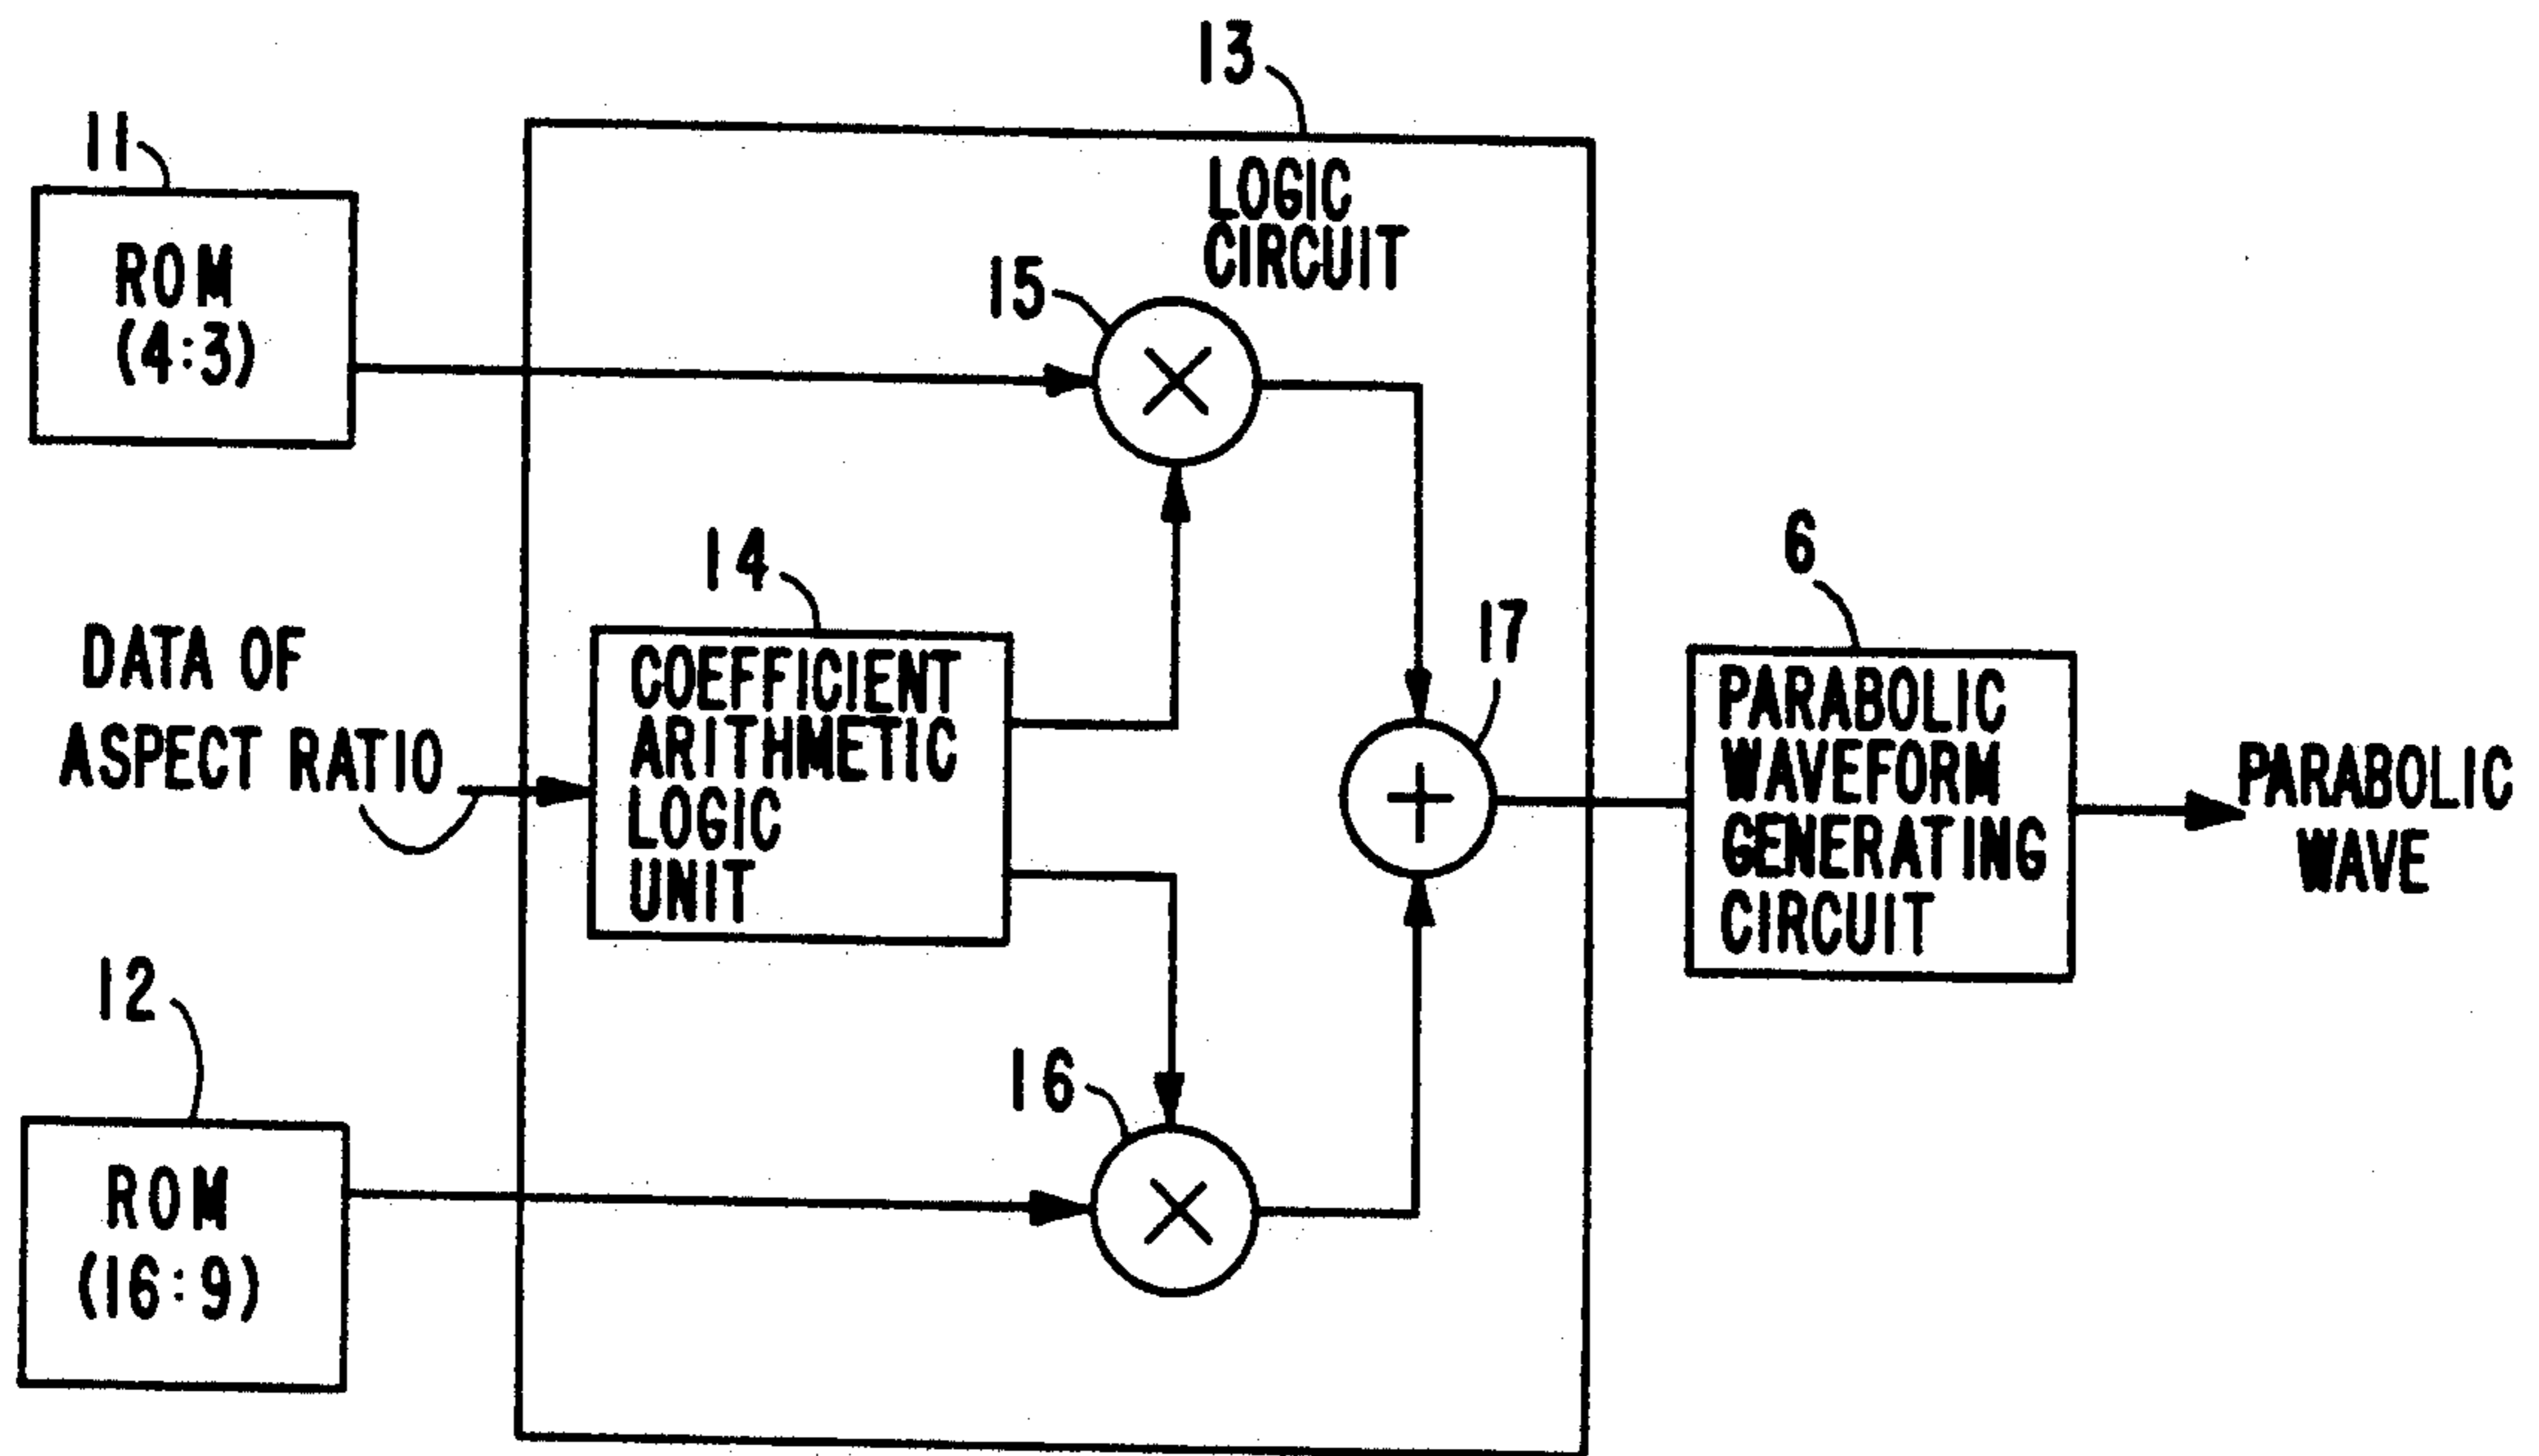 13
11
LOGIC
CIRCUIT
ROM
(4:3)
15
×
14
6
DATA OF
ASPECT RATIO
COEFFICIENT
ARITHMETIC
LOGIC
UNIT
17
+
PARABOLIC
WAVEFORM
GENERATING
CIRCUIT
PARABOLIC
WAVE
12
16
ROM
(16:9)
×